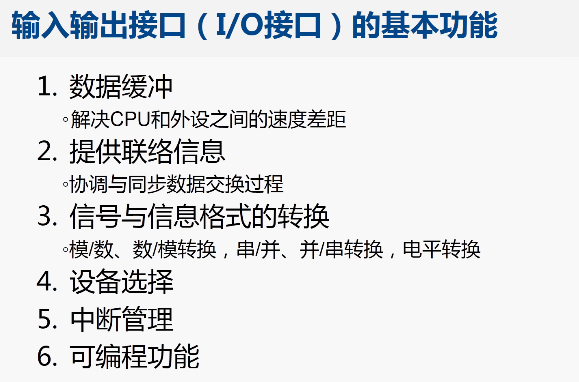 输入输出接口（I/O接口）的基本功能
1. 数据缓冲
◦解决CPU和外设之间的速度差距
2. 提供联络信息
◦协调与同步数据交换过程
3. 信号与信息格式的转换
◦模/数、数/模转换，串/并、并/串转换，电平转换
4. 设备选择
5. 中断管理
6. 可编程功能